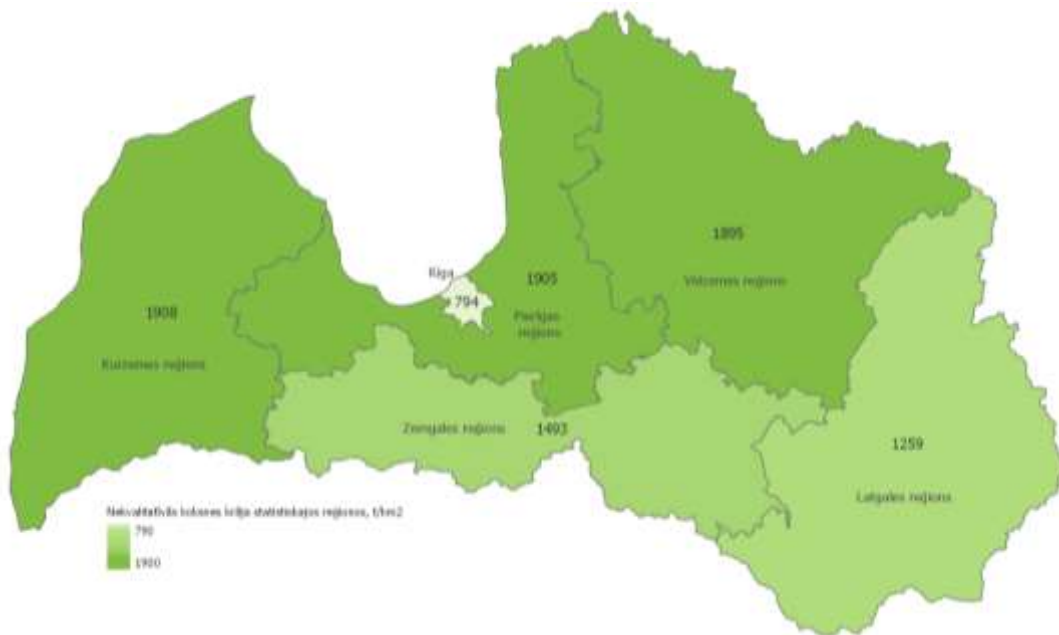 1895
Rīga
1905
Vidzemes reģions
794
1908
Pierīgas
reģions
Kurzemes reģions
Zemgales reģions 1493
1259
Latgales reģions
Nekvalitatīvās koksnes krāja statistiskajos reģionos, t/km2
790
1900